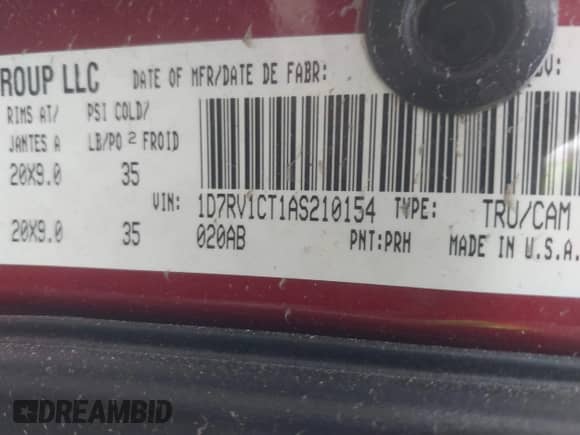 ROUP LLC DATE OF MFR/DATE DE FABR:
RIMS AT/ PSI COLD/
JANTES A LB/PO 2 FROID
20X9.0 35
VIN: 1D7RV1CT1AS210154 TYPE: TRU/CAM
20X9.0 35 020AB PNT:PRH MADE IN U.S.A.
DREAMBID